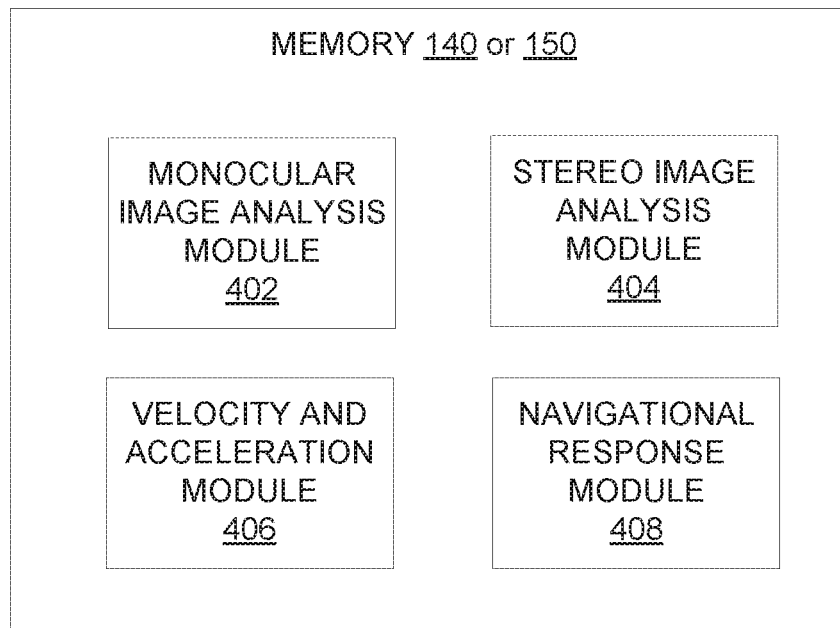 MEMORY 140 or 150
MONOCULAR
IMAGE ANALYSIS
MODULE
402
STEREO IMAGE
ANALYSIS
MODULE
404
VELOCITY AND
ACCELERATION
MODULE
406
NAVIGATIONAL
RESPONSE
MODULE
408